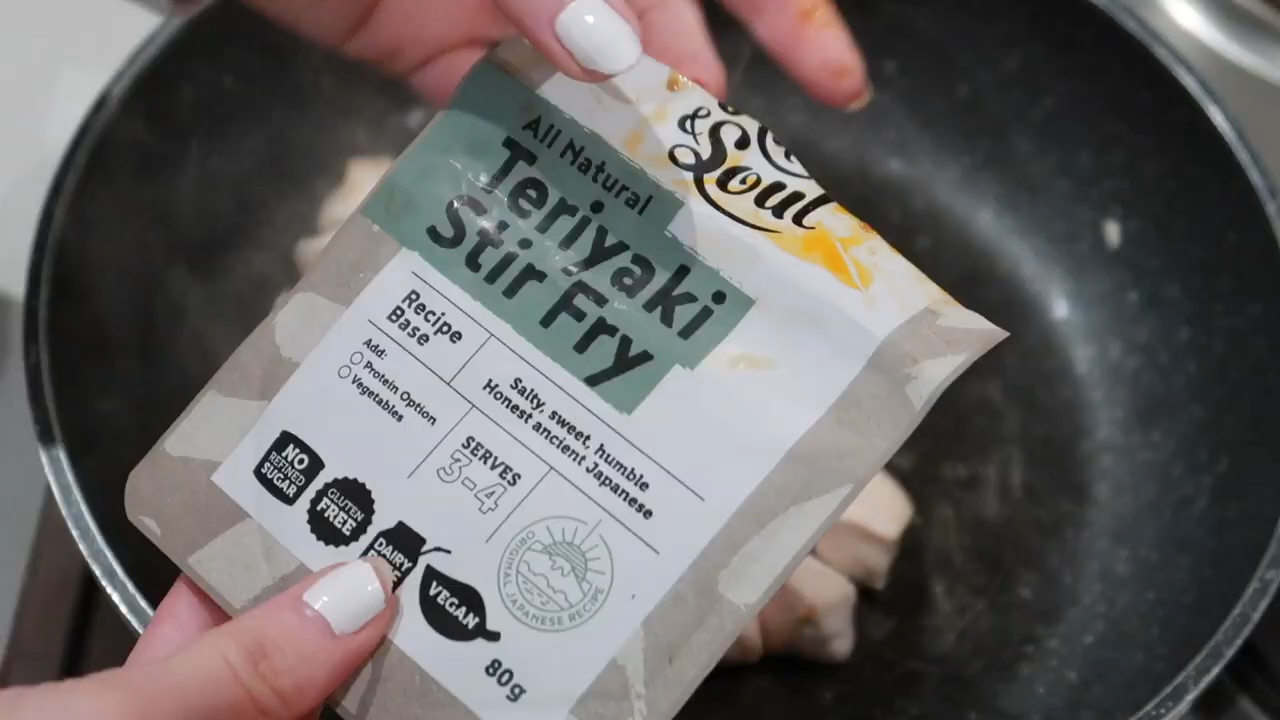 & Soul
All Natural
Teriyaki
Stir Fry
Recipe
Base
Add:
Protein Option
Vegetables
Salty, sweet, humble
Honest ancient Japanese
SERVES
3-4
NO
REFINED
SUGAR
GLUTEN
FREE
DAIRY
VEGAN
ORIGINAL JAPANESE RECIPE
80g